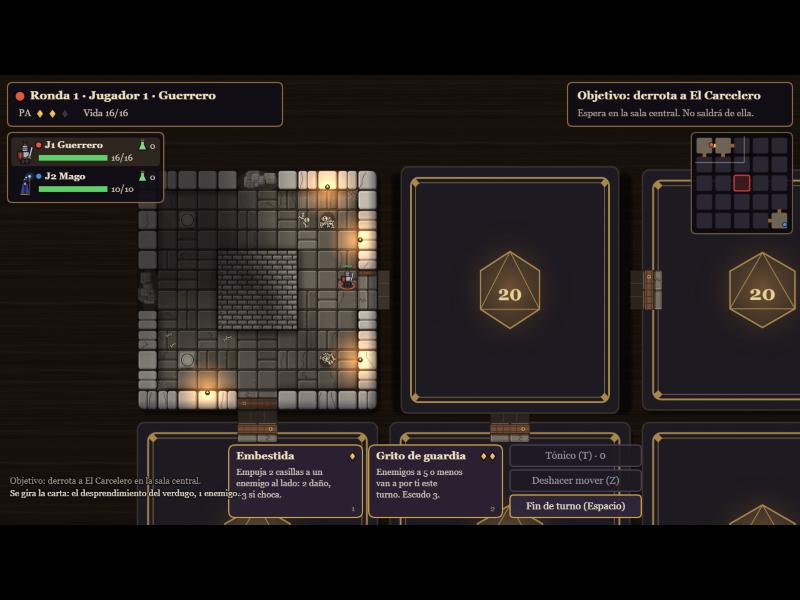 Ronda 1 · Jugador 1 · Guerrero
PA
Vida 16/16
Objetivo: derrota a El Carcelero
Espera en la sala central. No saldrá de ella.
J1 Guerrero
0
16/16
J2 Mago
0
10/10
20
20
Embestida
Empuja 2 casillas a un
enemigo al lado: 2 daño,
+3 si choca.
1
Grito de guardia
Enemigos a 5 o menos
van a por ti este
turno. Escudo 3.
2
Tónico (T) · 0
Deshacer mover (Z)
Fin de turno (Espacio)
Objetivo: derrota a El Carcelero en la sala central.
Se gira la carta: el desprendimiento del verdugo, 1 enemigo.